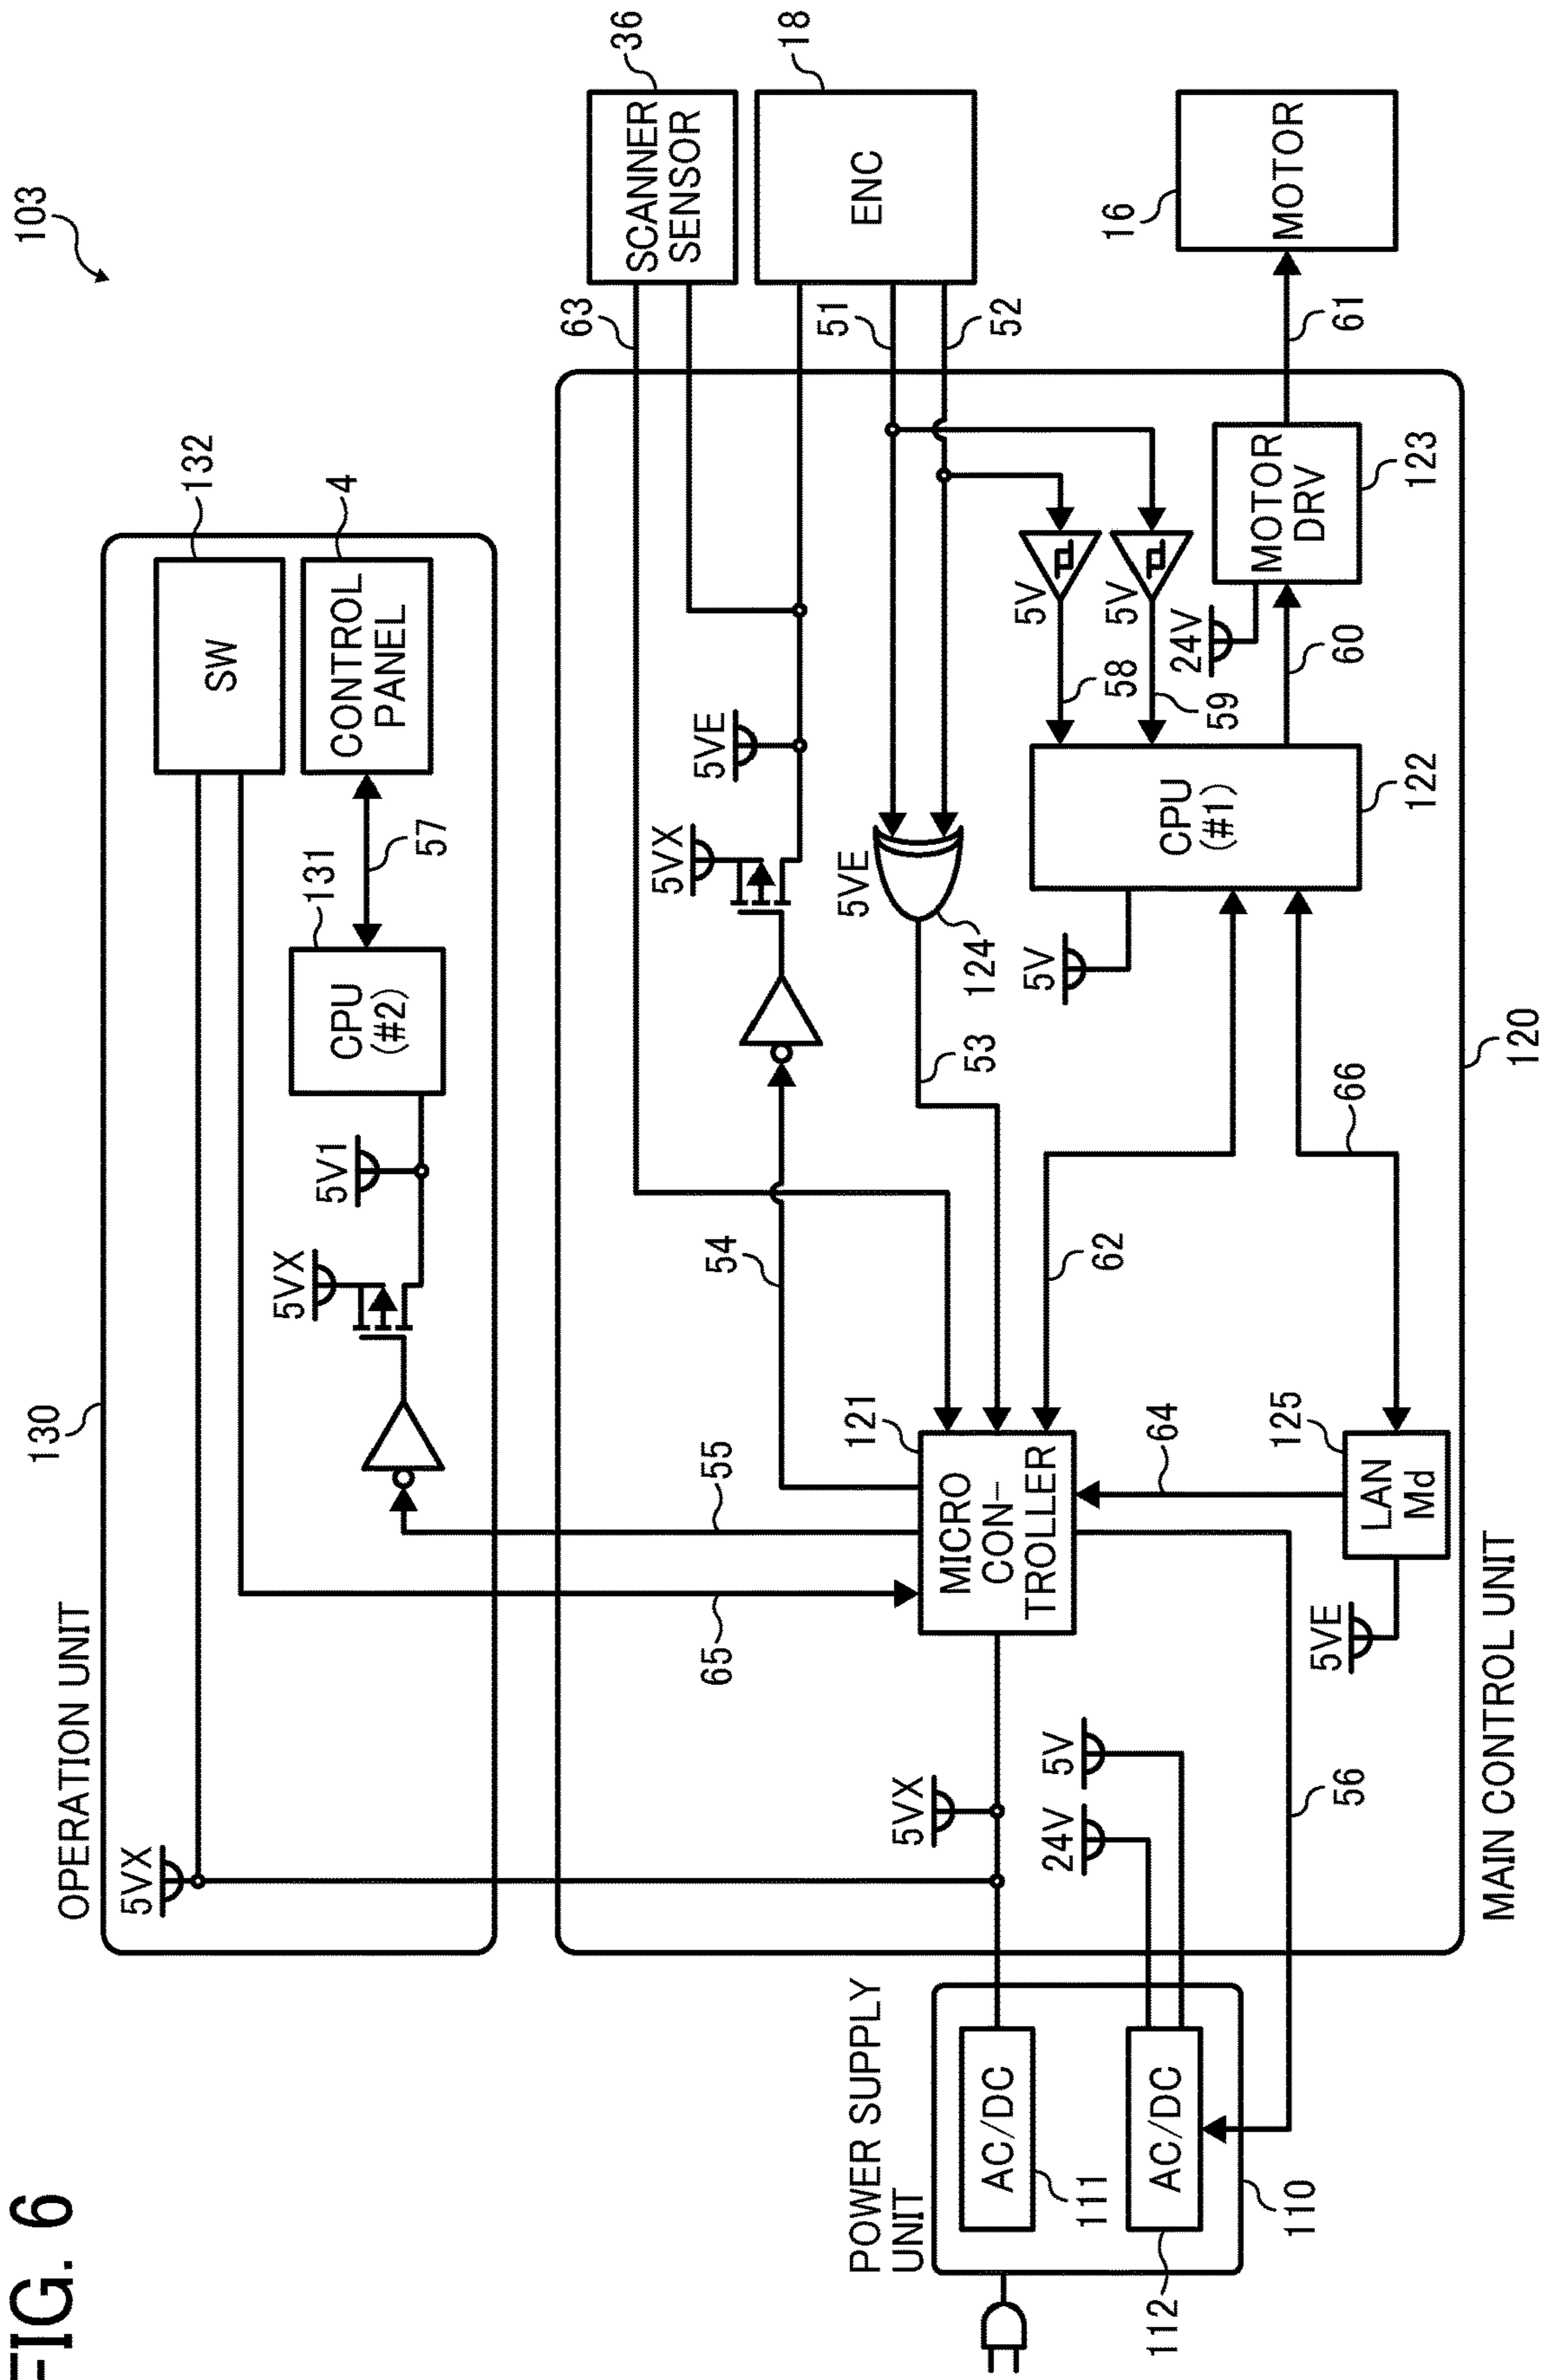 FIG. 6
103
OPERATION UNIT
130
5VX
SW
132
CONTROL
PANEL
4
57
CPU
(#2)
131
5V1
5VX
55
65
POWER SUPPLY
UNIT
AC/DC
111
AC/DC
112
110
5VX
24V
5V
56
MICRO
CON-
TROLLER
121
54
63
SCANNER
SENSOR
36
5VX
5VE
ENC
18
51
52
5VE
124
53
62
64
LAN
Md
125
5VE
66
5V
CPU
(#1)
122
5V
58
5V
59
24V
60
MOTOR
DRV
123
61
MOTOR
16
120
MAIN CONTROL UNIT